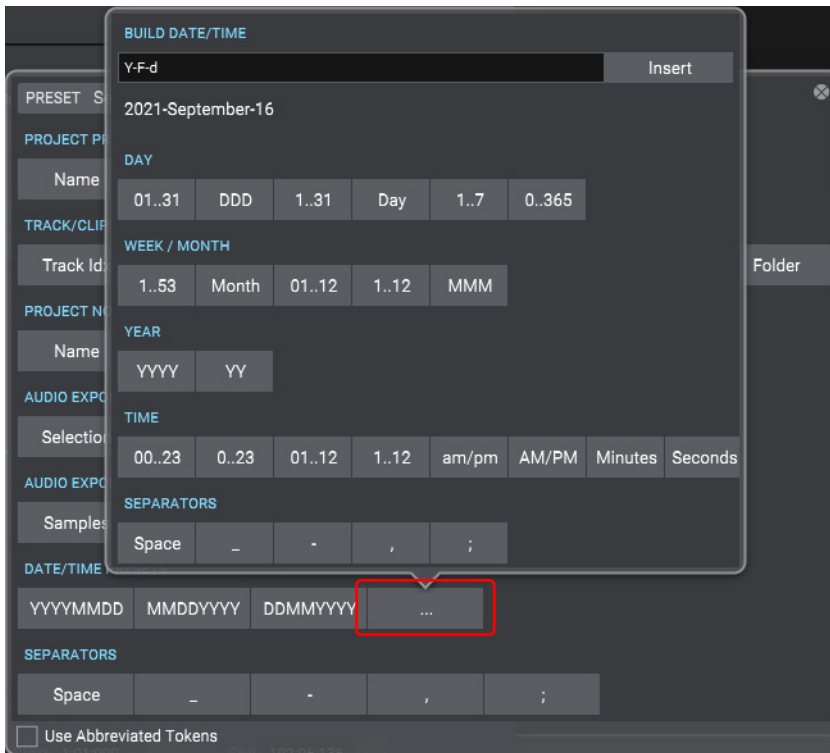 BUILD DATE/TIME
Y-F-d Insert
2021-September-16
DAY
01..31 DDD 1..31 Day 1..7 0..365
WEEK / MONTH
1..53 Month 01..12 1..12 MMM
YEAR
YYYY YY
TIME
00..23 0..23 01..12 1..12 am/pm AM/PM Minutes Seconds
SEPARATORS
Space _ - , ;
PRESET
PROJECT
Name
TRACK/CLIP
Track Id
Folder
PROJECT
Name
AUDIO
Selection
AUDIO
Samples
DATE/TIME
YYYYMMDD MMDDYYYY DDMMYYYY ...
SEPARATORS
Space _ - , ;
Use Abbreviated Tokens